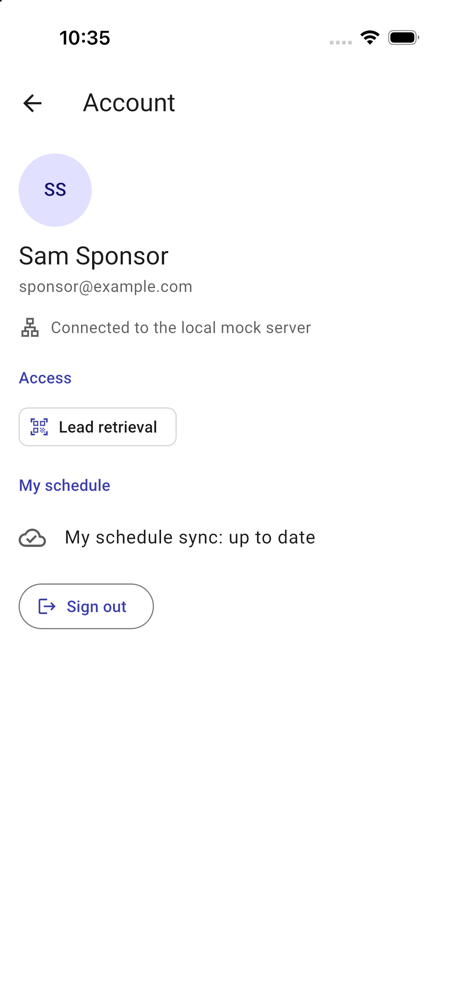 10:35
Account
SS
Sam Sponsor
sponsor@example.com
Connected to the local mock server
Access
Lead retrieval
My schedule
My schedule sync: up to date
Sign out